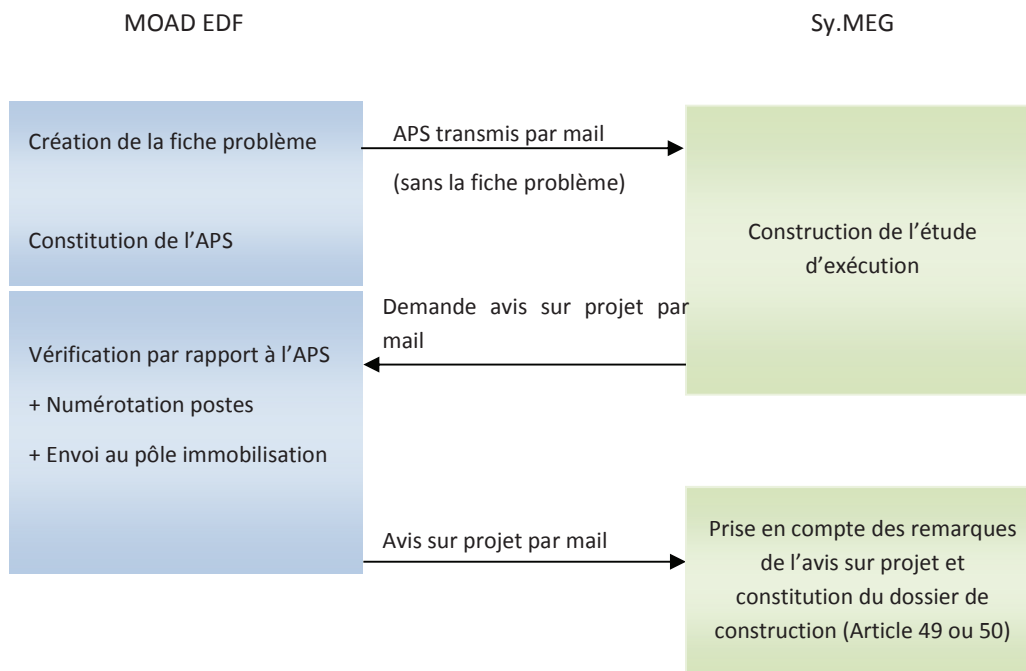 MOAD EDF
Sy.MEG
Création de la fiche problème
APS transmis par mail
(sans la fiche problème)
Constitution de l’APS
Construction de l’étude
d’exécution
Demande avis sur projet par
mail
Vérification par rapport à l’APS
+ Numérotation postes
+ Envoi au pôle immobilisation
Avis sur projet par mail
Prise en compte des remarques
de l’avis sur projet et
constitution du dossier de
construction (Article 49 ou 50)